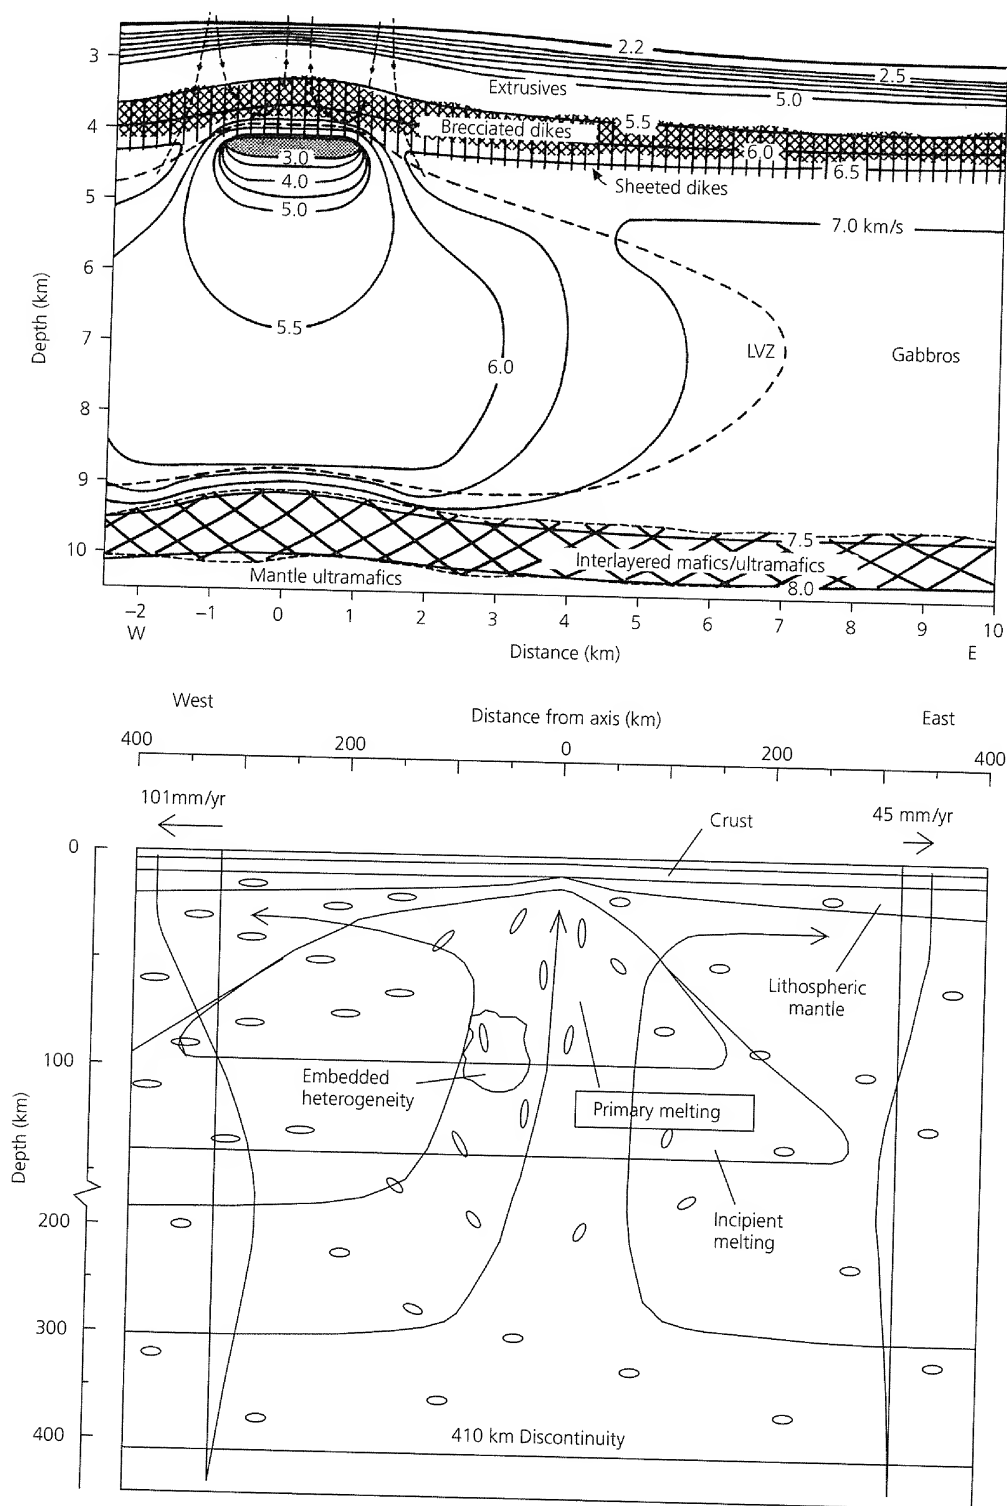 2.2
3
2.5
Extrusives
5.0
5.5
4
Brecciated dikes
6.0
3.0
6.5
4.0
Sheeted dikes
5
5.0
7.0 km/s
6
Depth (km)
5.5
7
LVZ
Gabbros
6.0
8
9
7.5
10
Interlayered mafics/ultramafics
Mantle ultramafics
8.0
−2 −1 0 1 2 3 4 5 6 7 8 9 10
W
Distance (km)
E
West
Distance from axis (km)
East
400 200 0 200 400
101mm/yr
Crust
45 mm/yr
0
Lithospheric
mantle
100
Embedded
heterogeneity
Primary melting
Depth (km)
200
Incipient
melting
300
400
410 km Discontinuity